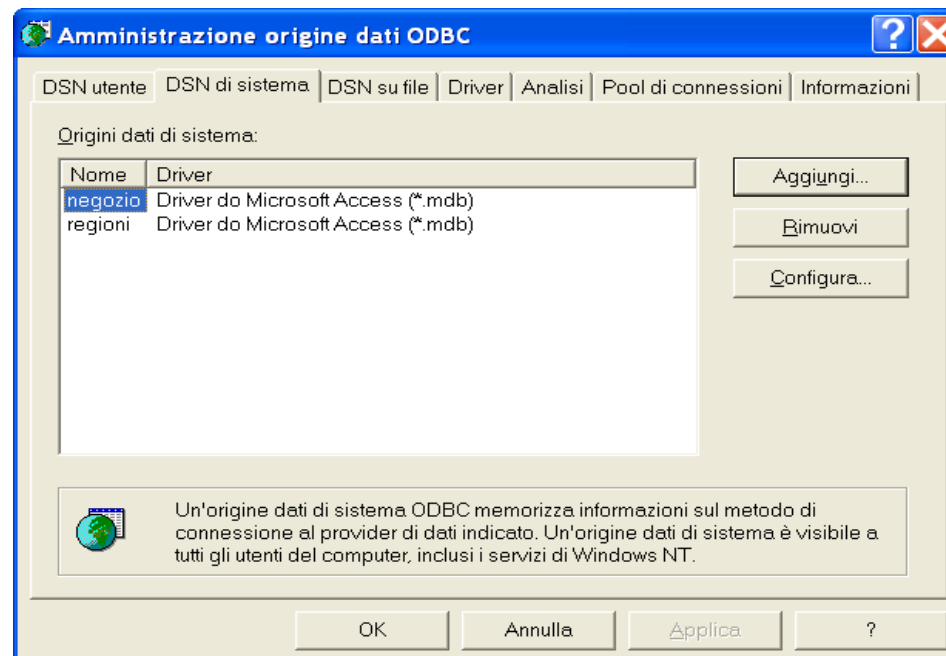 Amministrazione origine dati ODBC
DSN utente DSN di sistema DSN su file Driver Analisi Pool di connessioni Informazioni
Origini dati di sistema:
Nome Driver
negozio Driver do Microsoft Access (*.mdb)
regioni Driver do Microsoft Access (*.mdb)
Aggiungi...
Rimuovi
Configura...
Un'origine dati di sistema ODBC memorizza informazioni sul metodo di
connessione al provider di dati indicato. Un'origine dati di sistema è visibile a
tutti gli utenti del computer, inclusi i servizi di Windows NT.
OK Annulla Applica ?